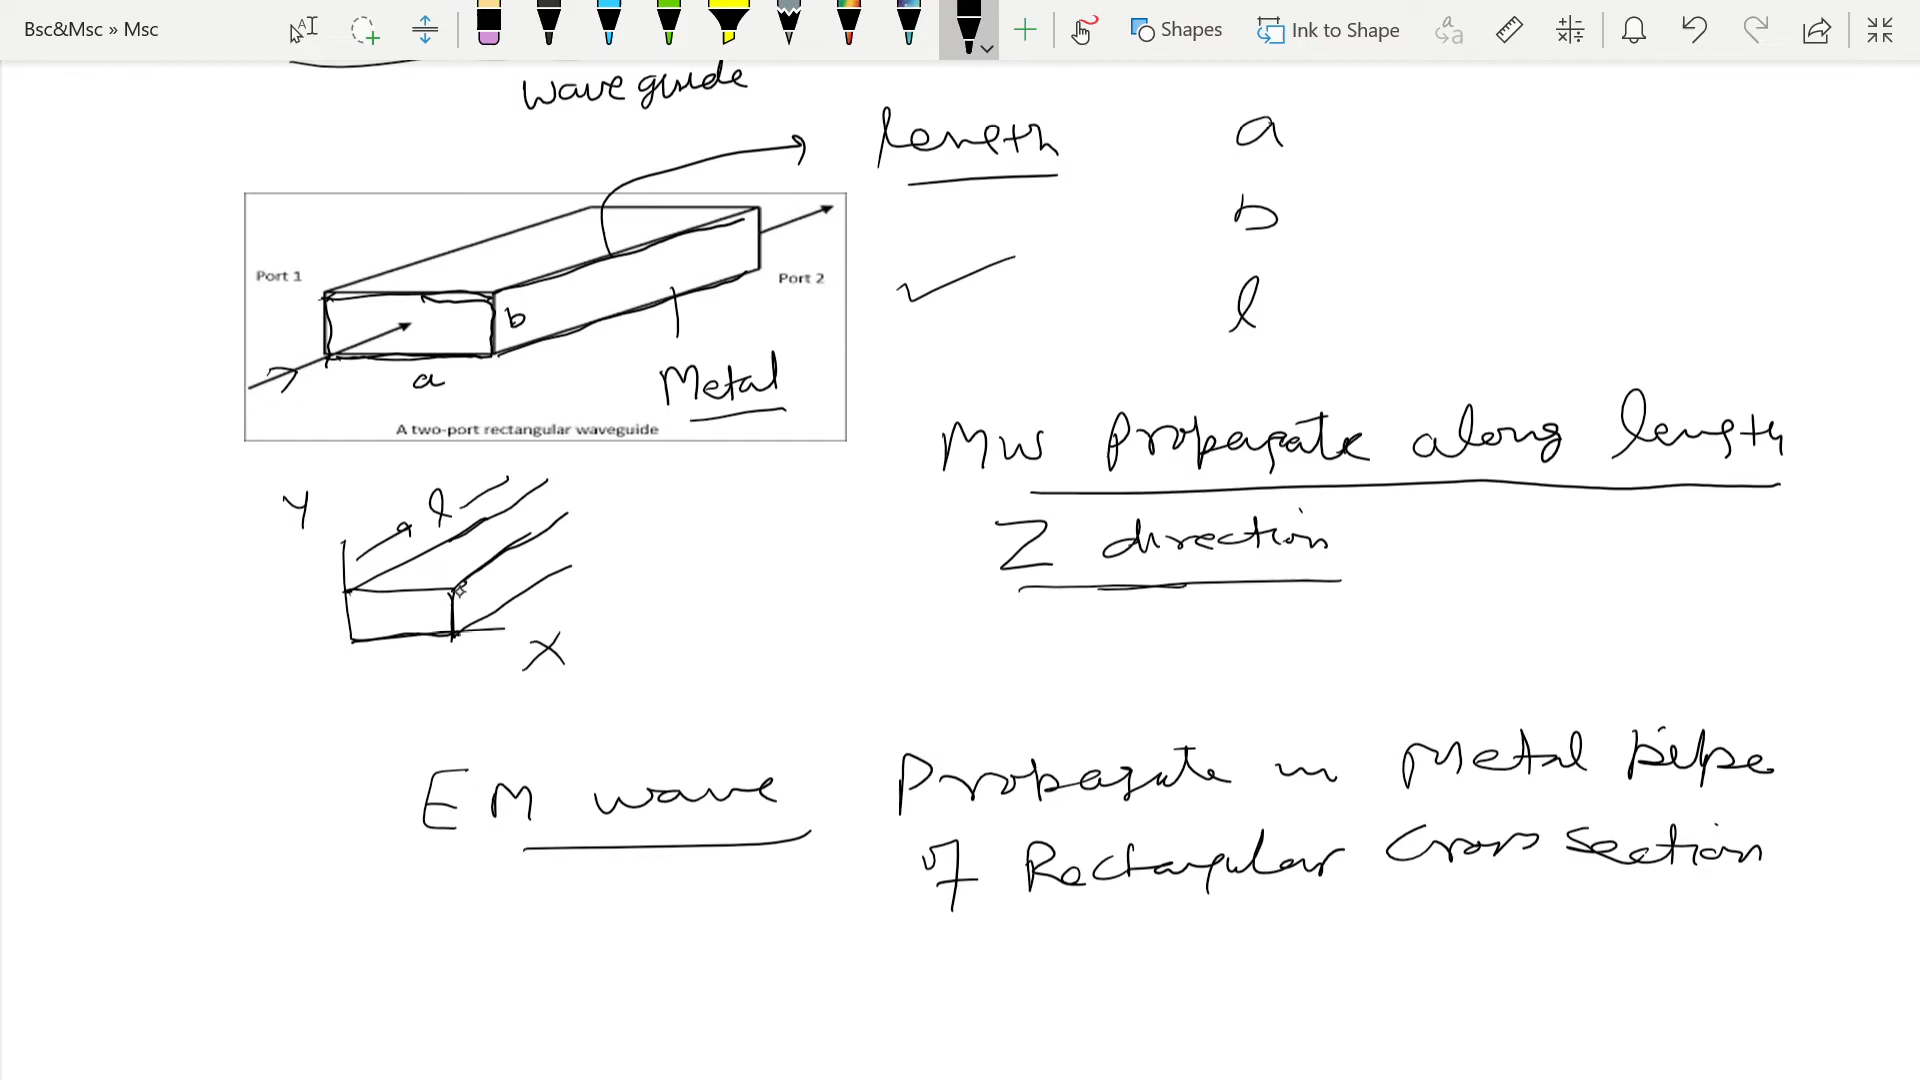 Bsc&Msc » Msc
Shapes
Ink to Shape
wave guide
length
a
b
l
Port 1
Port 2
b
a
Metal
A two-port rectangular waveguide
Mw Propagate along length
Z direction
Y
l
X
EM wave Propagate in Metal pipe
of Rectangular Cross section